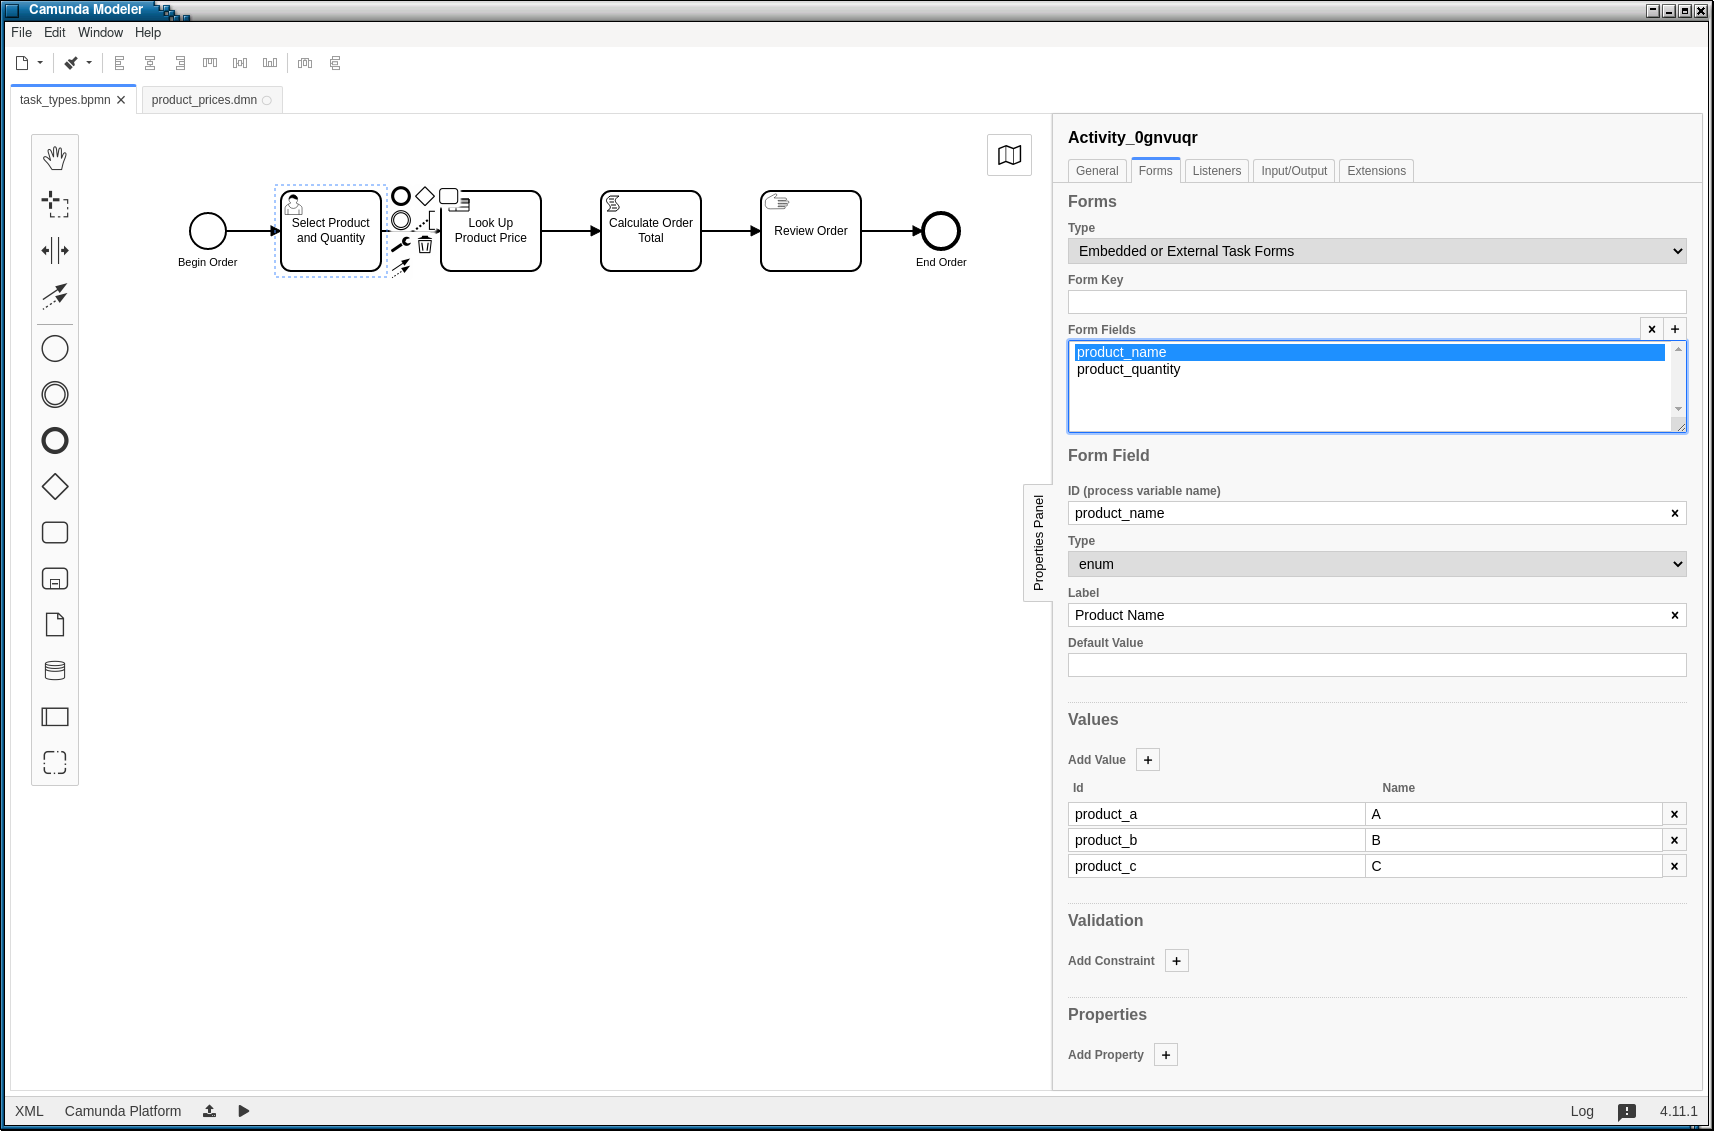 Camunda Modeler
File Edit Window Help
task_types.bpmn product_prices.dmn
Begin Order
Select Product
and Quantity
Look Up
Product Price
Calculate Order
Total
Review Order
End Order
Properties Panel
Activity_0gnvuqr
General Forms Listeners Input/Output Extensions
Forms
Type
Embedded or External Task Forms
Form Key
Form Fields
product_name
product_quantity
Form Field
ID (process variable name)
product_name
Type
enum
Label
Product Name
Default Value
Values
Add Value +
Id Name
product_a A
product_b B
product_c C
Validation
Add Constraint +
Properties
Add Property +
XML Camunda Platform Log 4.11.1